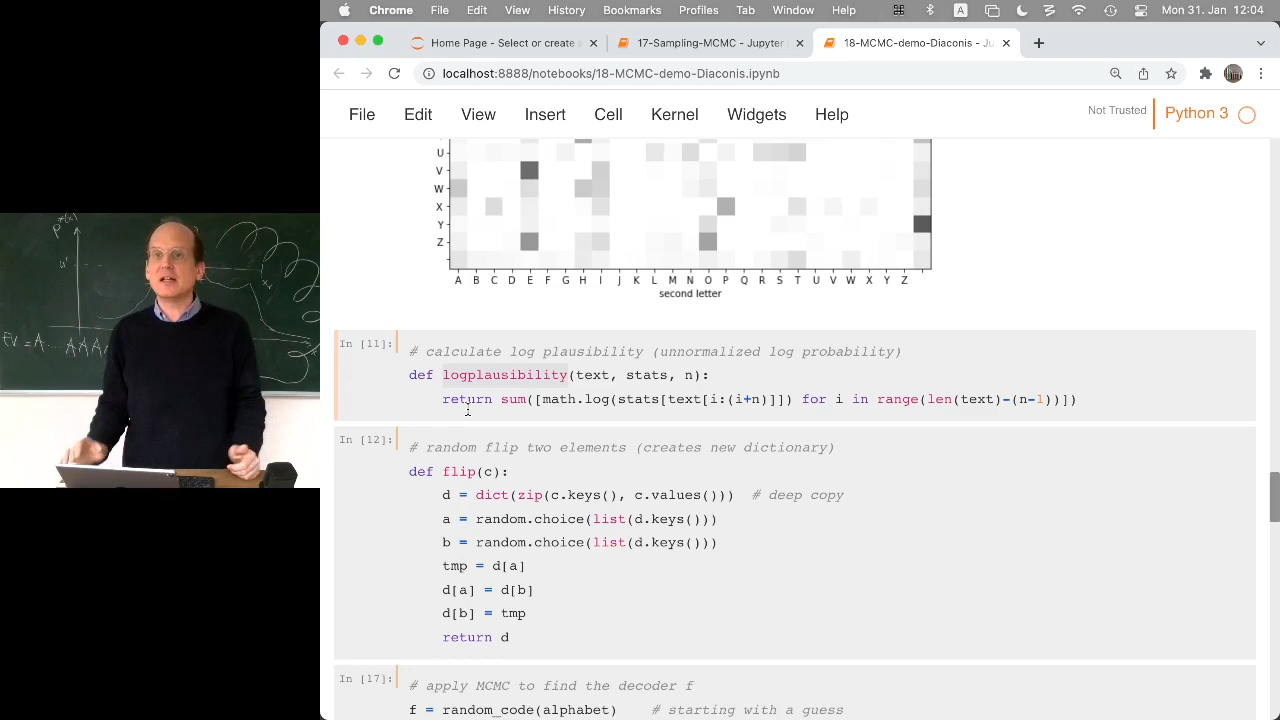 Chrome File Edit View History Bookmarks Profiles Tab Window Help A Mon 31. Jan 12:04
Home Page - Select or create a × 17-Sampling-MCMC - Jupyter × 18-MCMC-demo-Diaconis - Ju ×
localhost:8888/notebooks/18-MCMC-demo-Diaconis.ipynb
File Edit View Insert Cell Kernel Widgets Help Not Trusted Python 3
U
V
W
X
Y
Z
A B C D E F G H I J K L M N O P Q R S T U V W X Y Z
second letter
In [11]:
# calculate log plausibility (unnormalized log probability)
def logplausibility(text, stats, n):
return sum([math.log(stats[text[i:(i+n)]]) for i in range(len(text)-(n-1))])
In [12]:
# random flip two elements (creates new dictionary)
def flip(c):
d = dict(zip(c.keys(), c.values())) # deep copy
a = random.choice(list(d.keys()))
b = random.choice(list(d.keys()))
tmp = d[a]
d[a] = d[b]
d[b] = tmp
return d
In [17]:
# apply MCMC to find the decoder f
f = random_code(alphabet) # starting with a guess